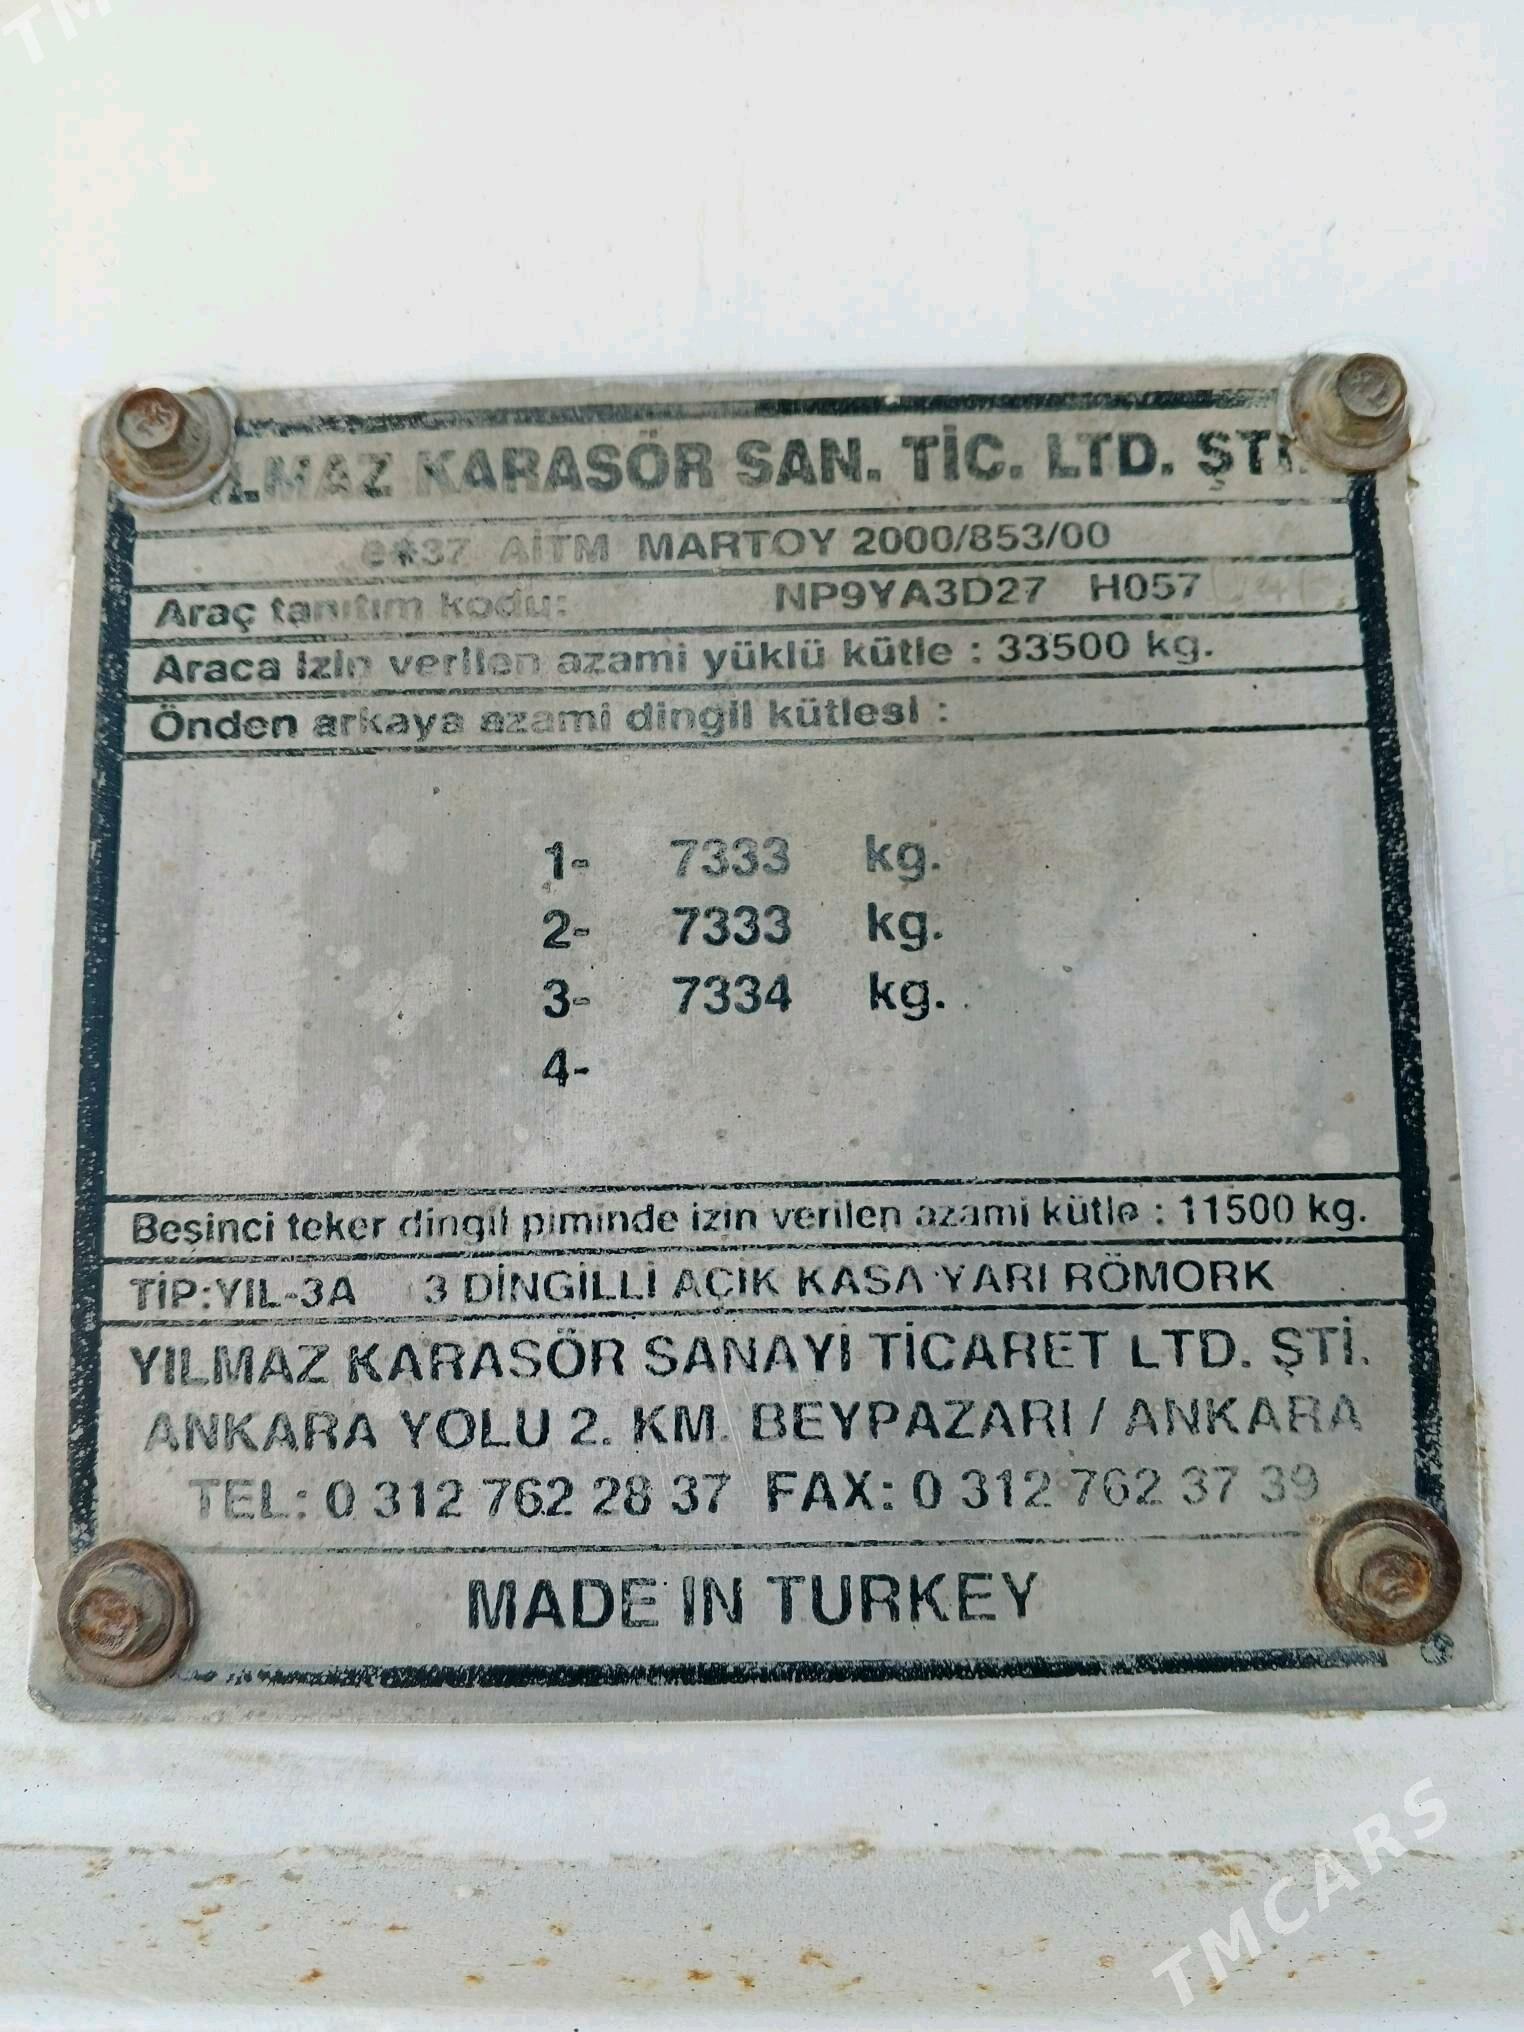 TM
YILMAZ KARASÖR SAN. TİC. LTD. ŞTİ.
e*37 AİTM MARTOY 2000/853/00
Araç tanıtım kodu: NP9YA3D27 H057
Araca izin verilen azami yüklü kütle : 33500 kg.
Önden arkaya azami dingil kütlesi :
1- 7333 kg.
2- 7333 kg.
3- 7334 kg.
4-
Beşinci teker dingil piminde izin verilen azami kütle : 11500 kg.
TİP:YIL-3A 3 DİNGİLLİ AÇIK KASA YARI RÖMORK
YILMAZ KARASÖR SANAYİ TİCARET LTD. ŞTİ.
ANKARA YOLU 2. KM. BEYPAZARI / ANKARA
TEL: 0 312 762 28 37 FAX: 0 312 762 37 39
MADE IN TURKEY
TMCARS